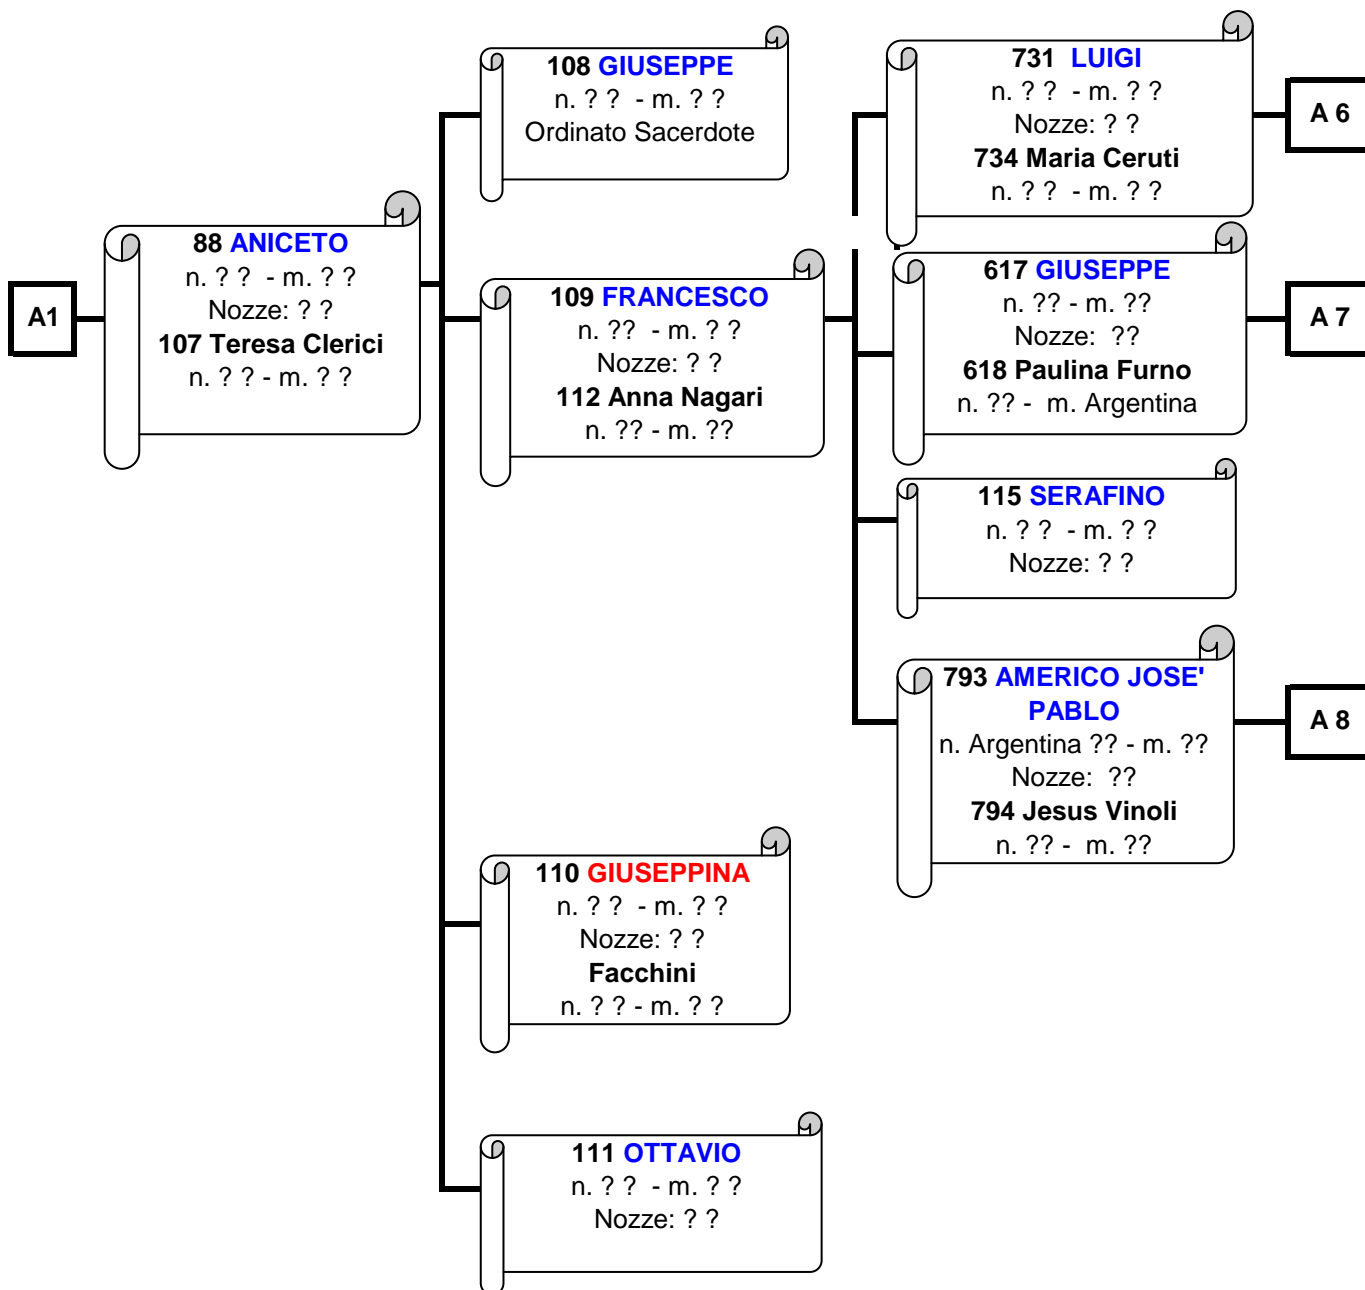 A1
88 ANICETO
n. ? ?  - m. ? ?
Nozze: ? ?
107 Teresa Clerici
n. ? ? - m. ? ?
108 GIUSEPPE
n. ? ?  - m. ? ?
Ordinato Sacerdote
109 FRANCESCO
n. ??  - m. ? ?
Nozze: ? ?
112 Anna Nagari
n. ?? - m. ??
110 GIUSEPPINA
n. ? ?  - m. ? ?
Nozze: ? ?
Facchini
n. ? ? - m. ? ?
111 OTTAVIO
n. ? ?  - m. ? ?
Nozze: ? ?
731  LUIGI
n. ? ?  - m. ? ?
Nozze: ? ?
734 Maria Ceruti
n. ? ?  - m. ? ?
A 6
617 GIUSEPPE
n. ?? - m. ??
Nozze:  ??
618 Paulina Furno
n. ?? -  m. Argentina
A 7
115 SERAFINO
n. ? ?  - m. ? ?
Nozze: ? ?
793 AMERICO JOSE'
PABLO
n. Argentina ?? - m. ??
Nozze:  ??
794 Jesus Vinoli
n. ?? -  m. ??
A 8